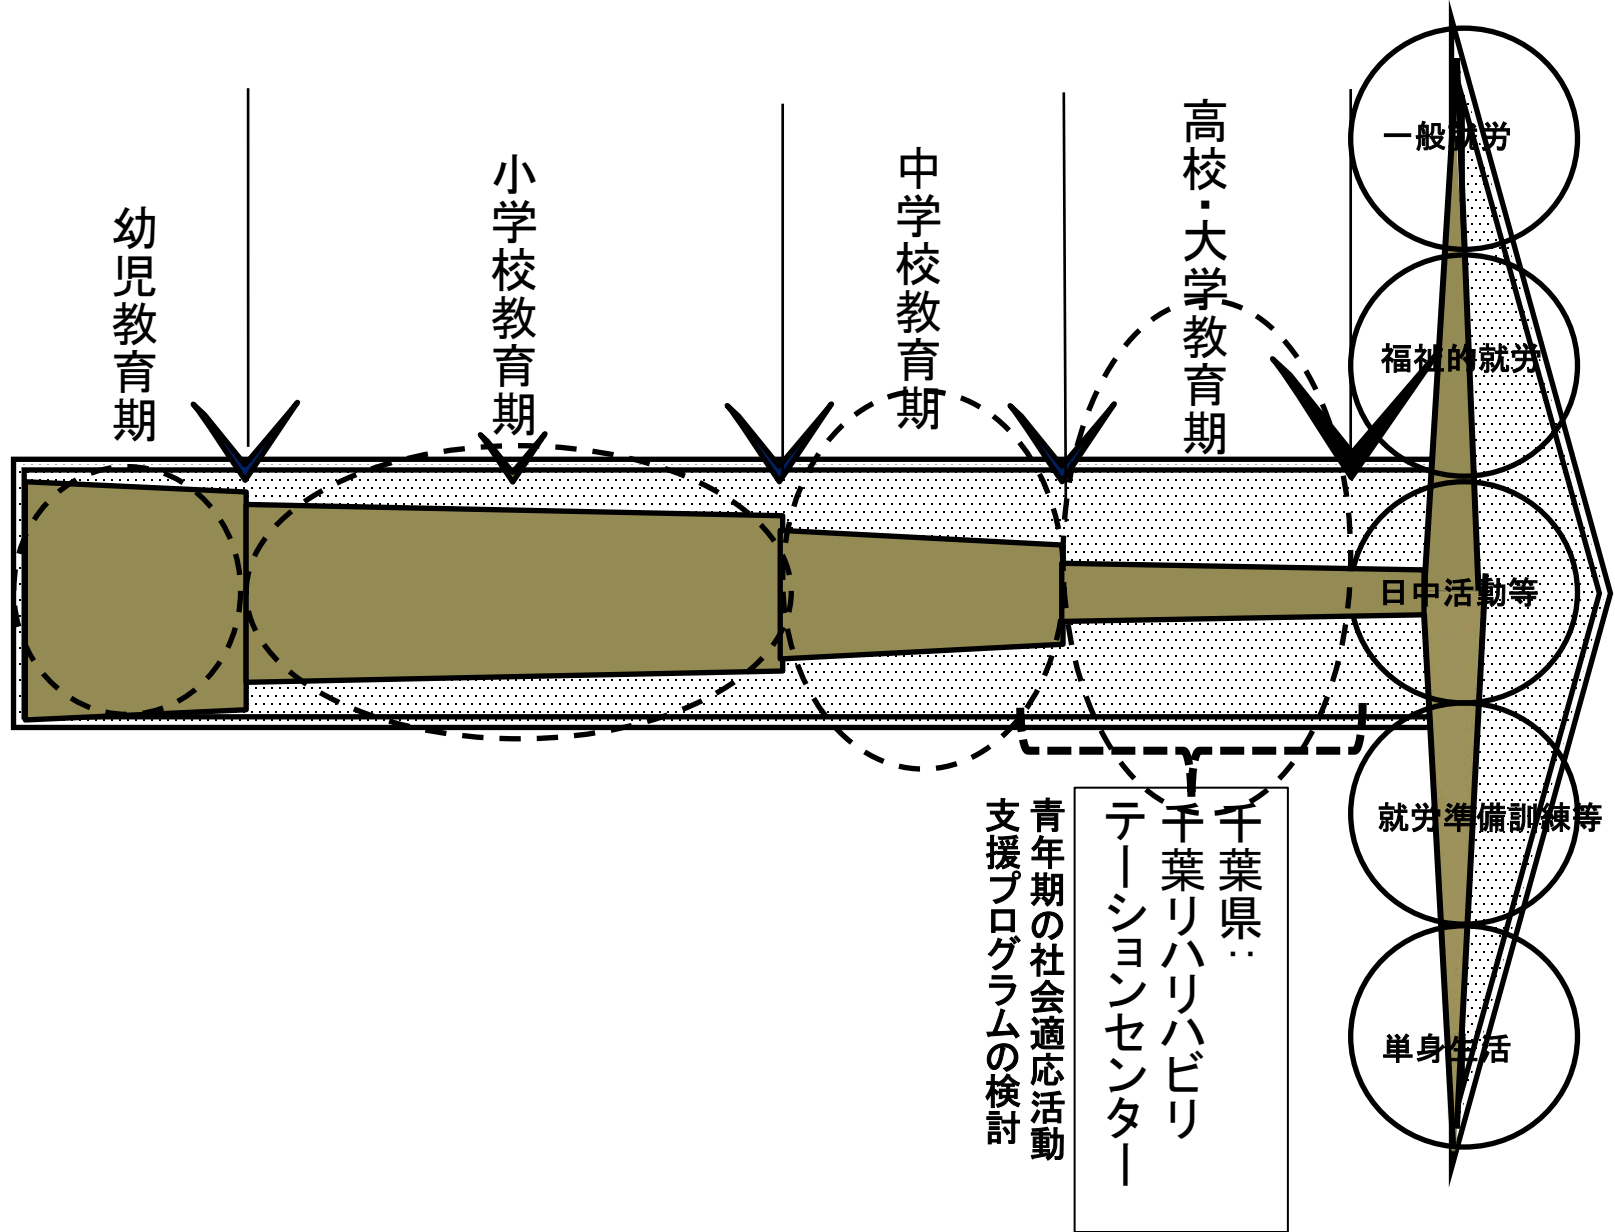 幼児教育期
小学校教育期
中学校教育期
高校・大学教育期
一般就労
福祉的就労
日中活動等
就労準備訓練等
単身生活
千葉県：
千葉リハリハビリ
テーションセンター
青年期の社会適応活動
支援プログラムの検討